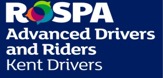 RoSPA
Advanced Drivers
and Riders
Kent Drivers